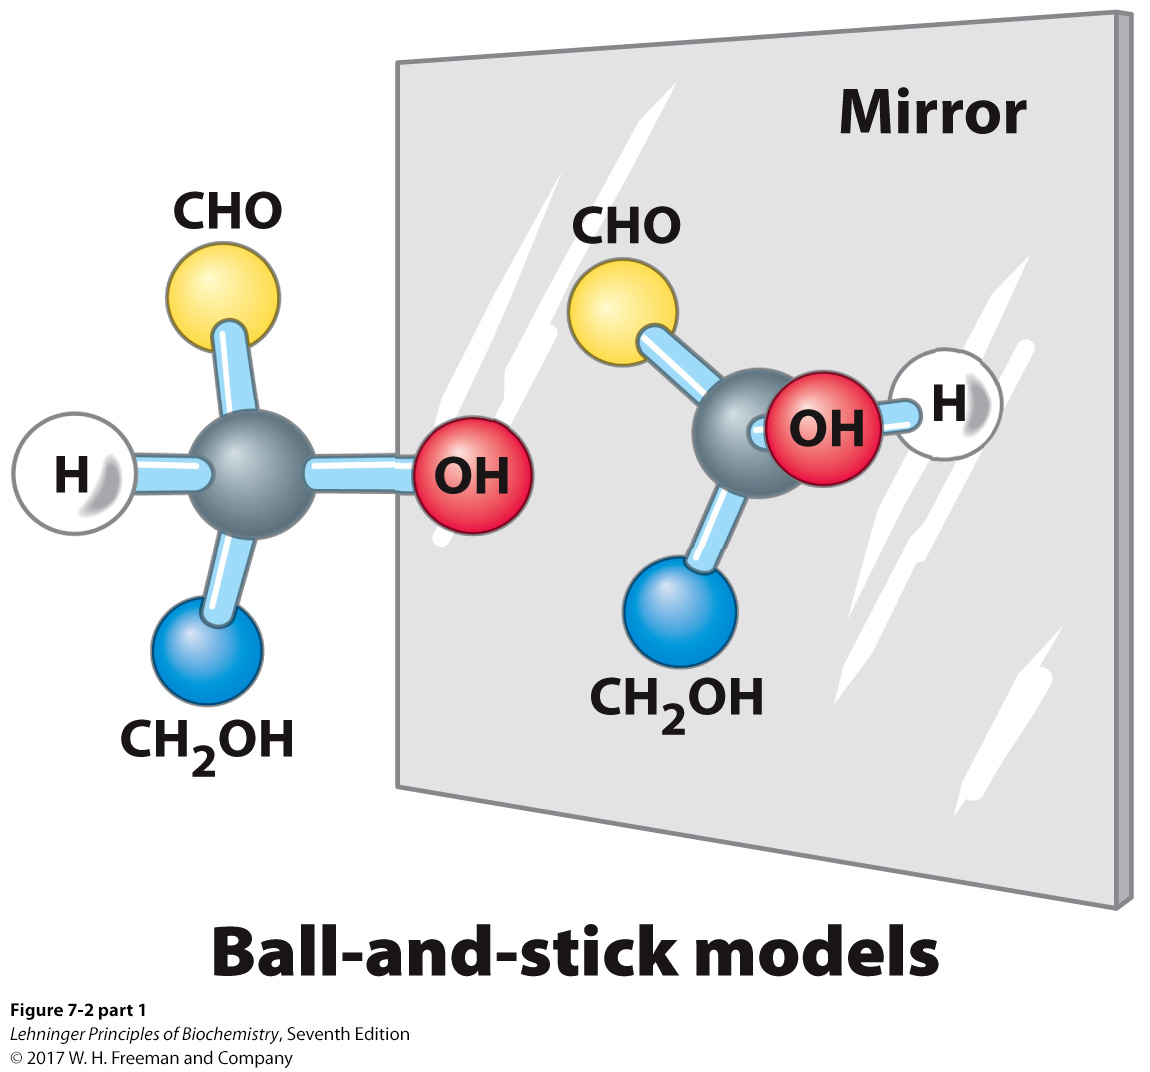 Mirror
CHO
H
OH
CH₂OH
CHO
OH
H
CH₂OH
Ball-and-stick models
Figure 7-2 part 1
Lehninger Principles of Biochemistry, Seventh Edition
© 2017 W. H. Freeman and Company